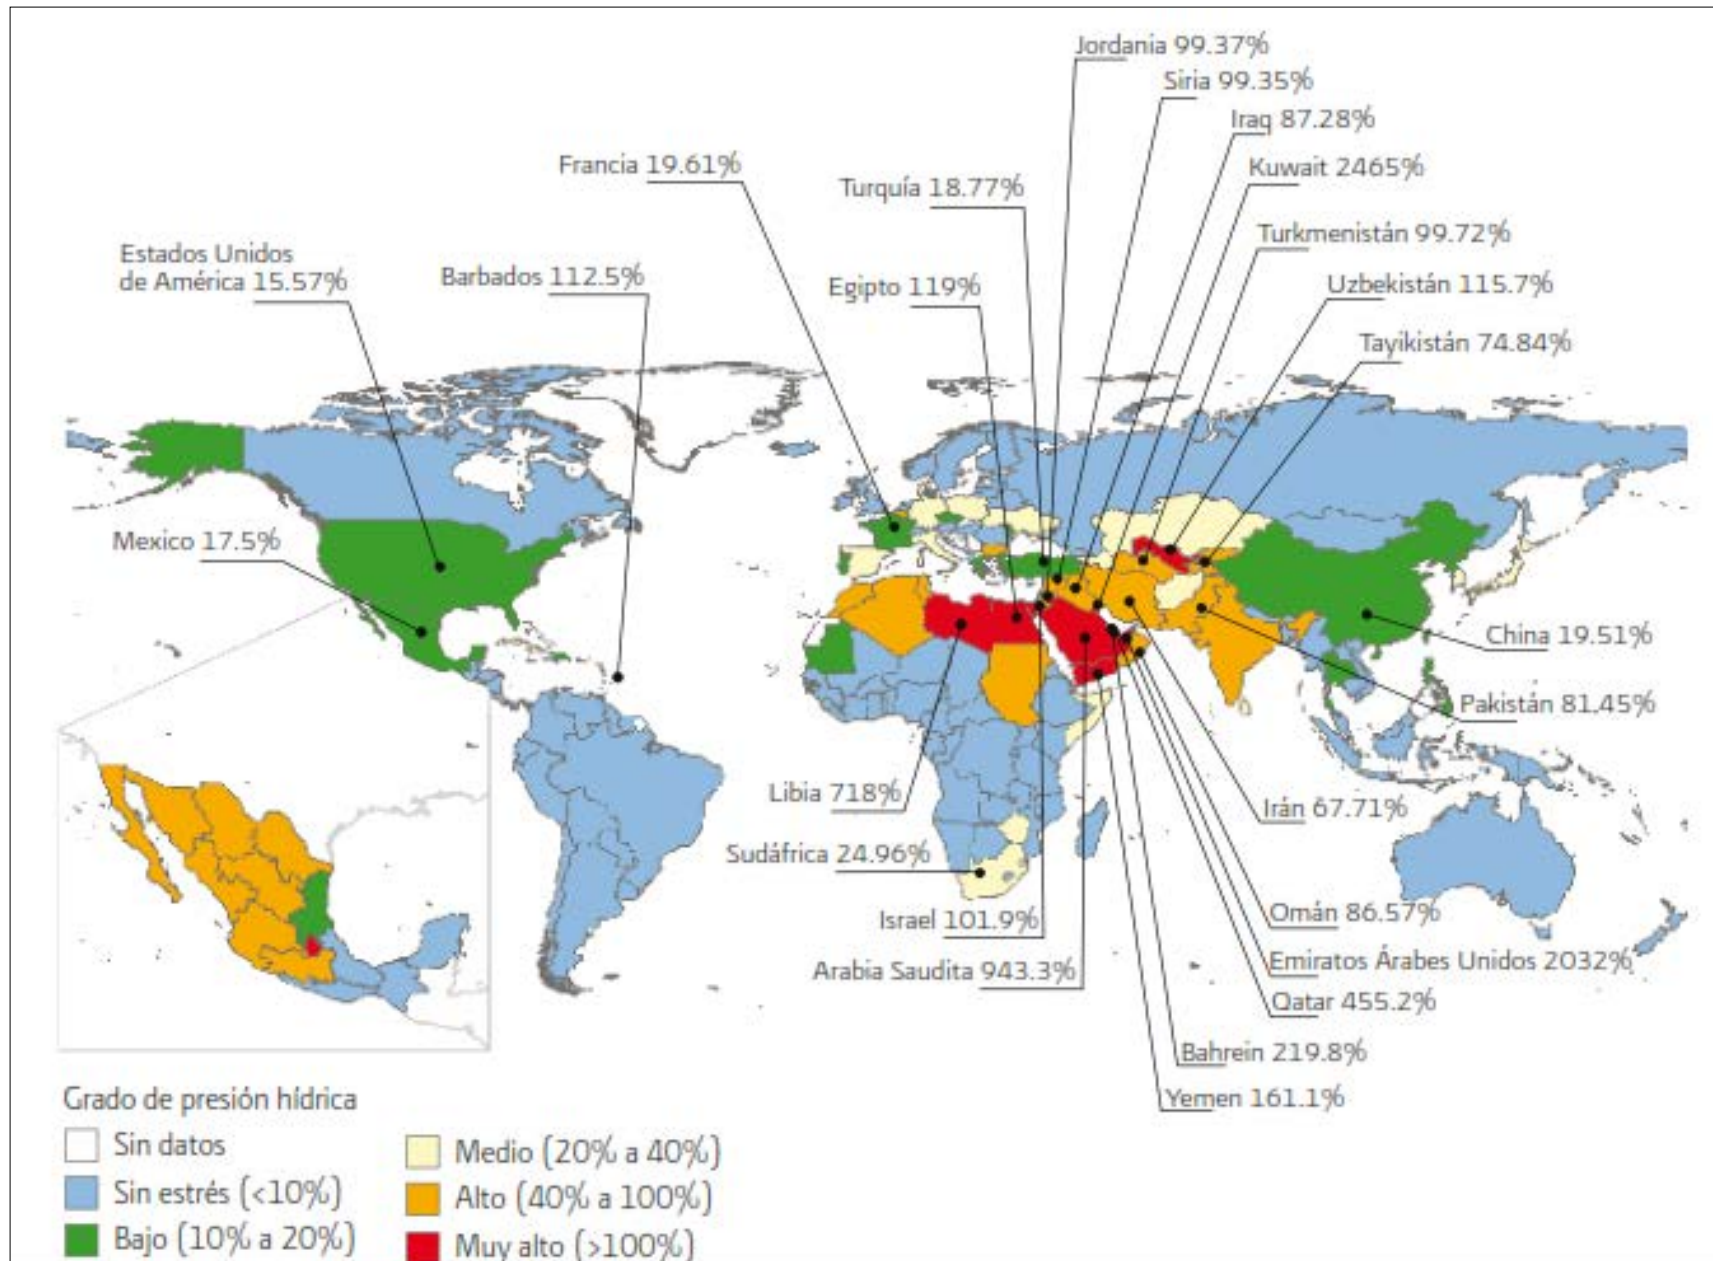 Jordania 99.37%
Siria 99.35%
Iraq 87.28%
Francia 19.61%
Kuwait 2465%
Turquía 18.77%
Turkmenistán 99.72%
Estados Unidos
de América 15.57%
Barbados 112.5%
Egipto 119%
Uzbekistán 115.7%
Tayikistán 74.84%
Mexico 17.5%
China 19.51%
Pakistán 81.45%
Libia 718%
Irán 67.71%
Sudáfrica 24.96%
Israel 101.9%
Omán 86.57%
Arabia Saudita 943.3%
Emiratos Árabes Unidos 2032%
Qatar 455.2%
Bahrein 219.8%
Yemen 161.1%
Grado de presión hídrica
Sin datos
Sin estrés (<10%)
Bajo (10% a 20%)
Medio (20% a 40%)
Alto (40% a 100%)
Muy alto (>100%)